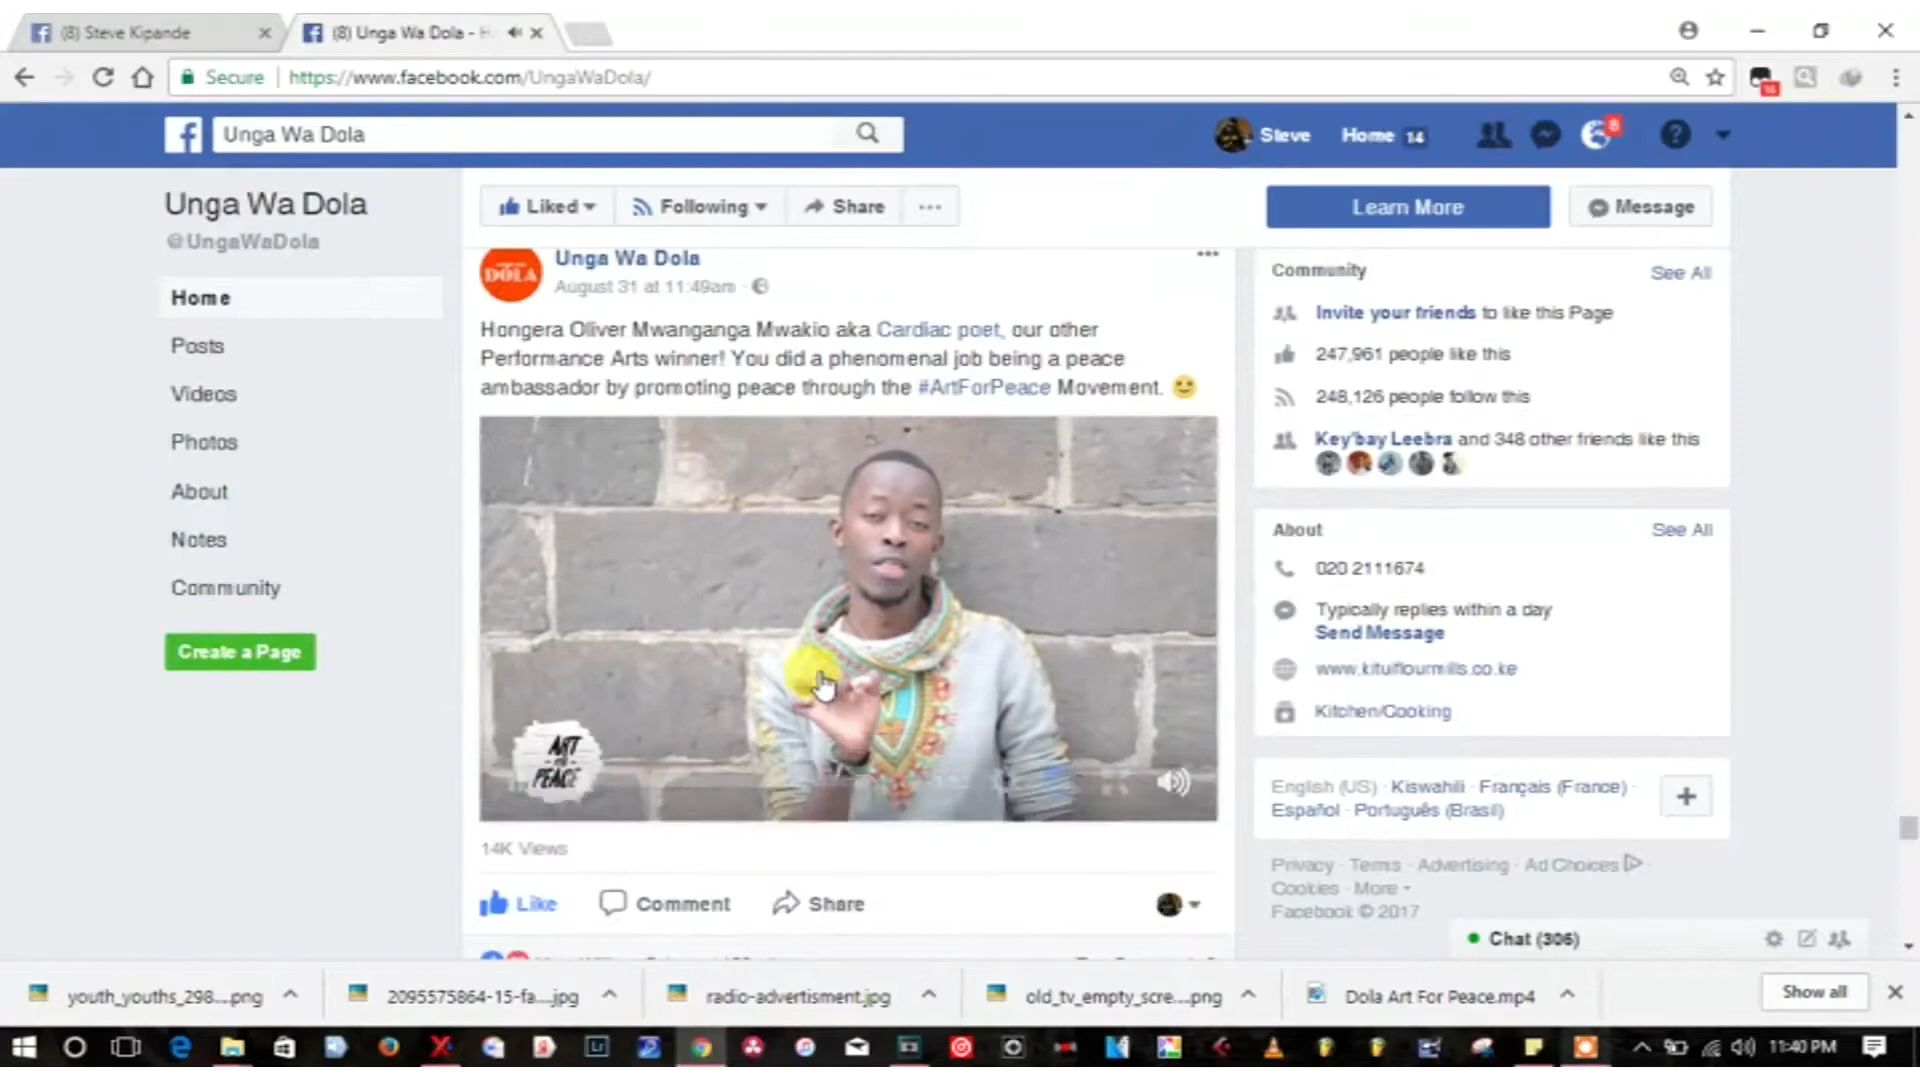 (8) Steve Kipande
(8) Unga Wa Dola - H
Secure
https://www.facebook.com/UngaWaDola/
16
Unga Wa Dola
Steve
Home 14
8
Unga Wa Dola
@UngaWaDola
Home
Posts
Videos
Photos
About
Notes
Community
Create a Page
Liked
Following
Share
Learn More
Message
DOLA
Unga Wa Dola
August 31 at 11:49am
Hongera Oliver Mwanganga Mwakio aka Cardiac poet, our other
Performance Arts winner! You did a phenomenal job being a peace
ambassador by promoting peace through the #ArtForPeace Movement.
ART
PEACE
14K Views
Like
Comment
Share
Community
See All
Invite your friends to like this Page
247,961 people like this
248,126 people follow this
Key'bay Leebra and 348 other friends like this
About
See All
020 2111674
Typically replies within a day
Send Message
www.kituiflourmills.co.ke
Kitchen/Cooking
English (US) · Kiswahili · Français (France) ·
Español · Português (Brasil)
Privacy · Terms · Advertising · Ad Choices
Cookies · More
Facebook © 2017
Chat (306)
youth_youths_298....png
2095575864-15-fa....jpg
radio-advertisment.jpg
old_tv_empty_scre....png
Dola Art For Peace.mp4
Show all
11:40 PM